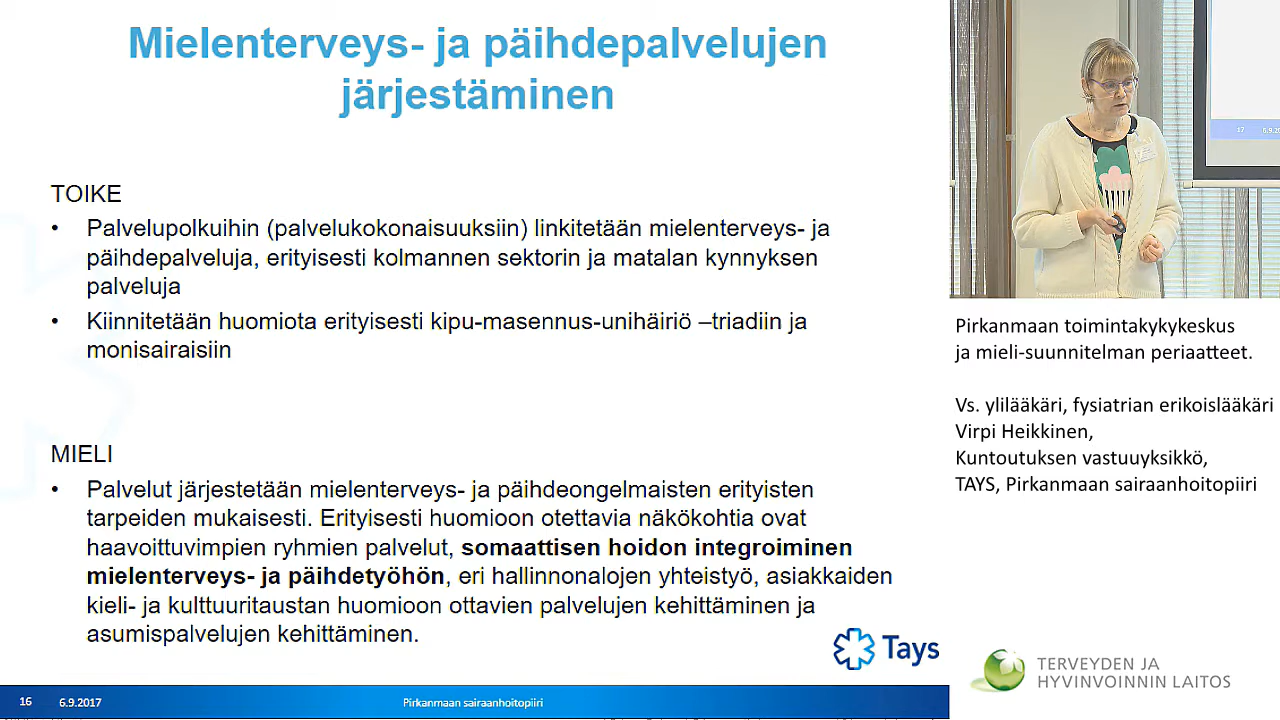 Mielenterveys- ja päihdepalvelujen
järjestäminen
TOIKE
• Palvelupolkuihin (palvelukokonaisuuksiin) linkitetään mielenterveys- ja
päihdepalveluja, erityisesti kolmannen sektorin ja matalan kynnyksen
palveluja
• Kiinnitetään huomiota erityisesti kipu-masennus-unihäiriö –triadiin ja
monisairaisiin
MIELI
• Palvelut järjestetään mielenterveys- ja päihdeongelmaisten erityisten
tarpeiden mukaisesti. Erityisesti huomioon otettavia näkökohtia ovat
haavoittuvimpien ryhmien palvelut, somaattisen hoidon integroiminen
mielenterveys- ja päihdetyöhön, eri hallinnonalojen yhteistyö, asiakkaiden
kieli- ja kulttuuritaustan huomioon ottavien palvelujen kehittäminen ja
asumispalvelujen kehittäminen.
Tays
16 6.9.2017 Pirkanmaan sairaanhoitopiiri
17
Pirkanmaan toimintakykykeskus
ja mieli-suunnitelman periaatteet.
Vs. ylilääkäri, fysiatrian erikoislääkäri
Virpi Heikkinen,
Kuntoutuksen vastuuyksikkö,
TAYS, Pirkanmaan sairaanhoitopiiri
TERVEYDEN JA
HYVINVOINNIN LAITOS